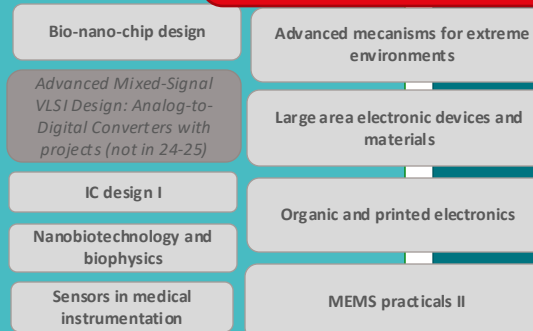 Bio-nano-chip design
Advanced Mixed-Signal
VLSI Design: Analog-to-
Digital Converters with
projects (not in 24-25)
IC design I
Nanobiotechnology and
biophysics
Sensors in medical
instrumentation
Advanced mecanisms for extreme
environments
Large area electronic devices and
materials
Organic and printed electronics
MEMS practicals II